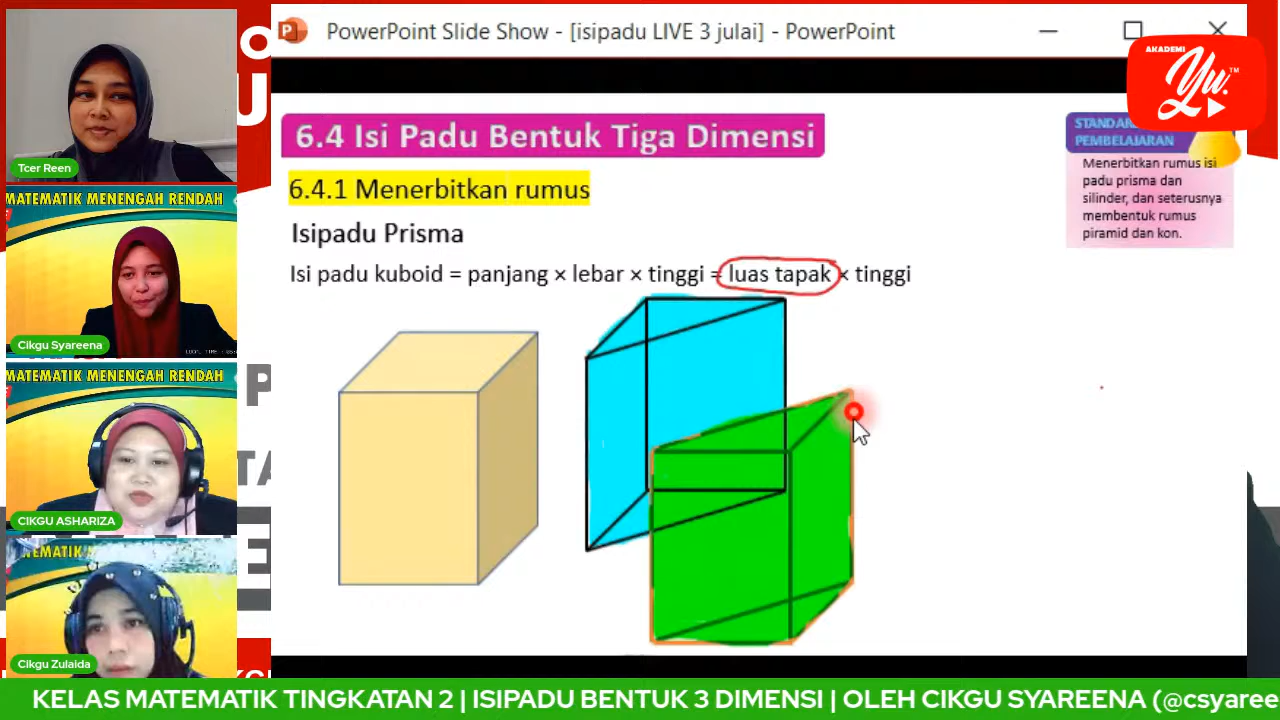 PowerPoint Slide Show - [isipadu LIVE 3 julai] - PowerPoint
AKADEMI
Yu.
TM
6.4 Isi Padu Bentuk Tiga Dimensi
6.4.1 Menerbitkan rumus
Isipadu Prisma
Isi padu kuboid = panjang × lebar × tinggi = luas tapak × tinggi
PEMBELAJARAN
Menerbitkan rumus isi
padu prisma dan
silinder, dan seterusnya
membentuk rumus
piramid dan kon.
Tcer Reen
MATEMATIK MENENGAH RENDAH
Cikgu Syareena
MATEMATIK MENENGAH RENDAH
CIKGU ASHARIZA
Cikgu Zulaida
KELAS MATEMATIK TINGKATAN 2 | ISIPADU BENTUK 3 DIMENSI | OLEH CIKGU SYAREENA (@csyaree